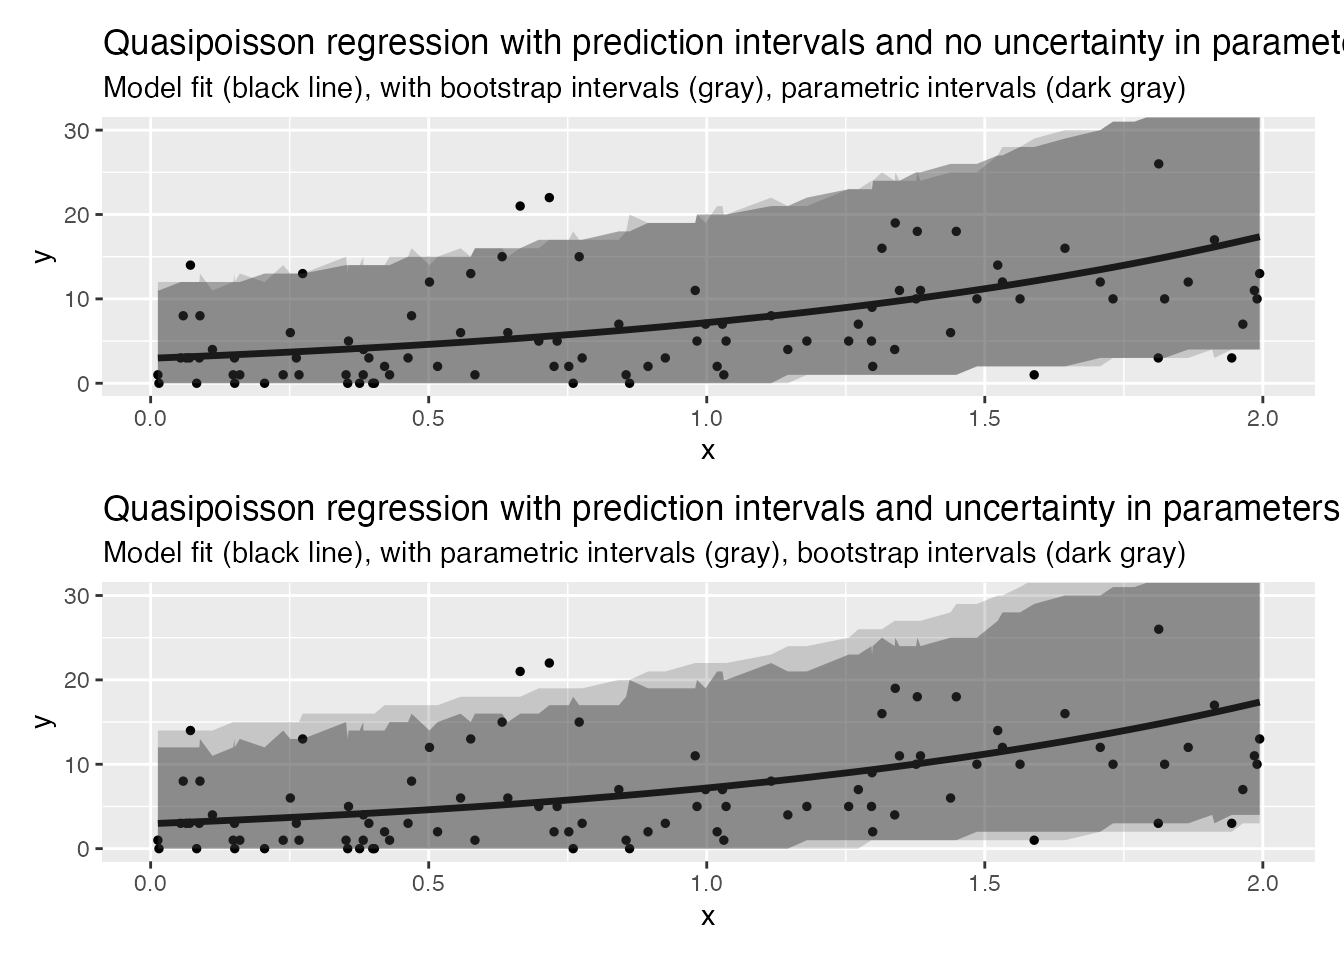 Quasipoisson regression with prediction intervals and no uncertainty in paramet
Model fit (black line), with bootstrap intervals (gray), parametric intervals (dark gray)
30
20
10
0
y
0.0 0.5 1.0 1.5 2.0
x
Quasipoisson regression with prediction intervals and uncertainty in parameters
Model fit (black line), with parametric intervals (gray), bootstrap intervals (dark gray)
30
20
10
0
y
0.0 0.5 1.0 1.5 2.0
x